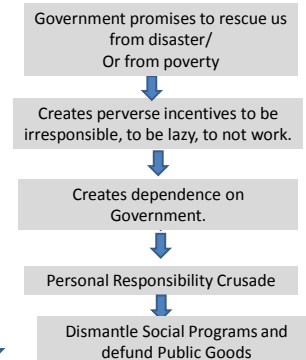 Government promises to rescue us
from disaster/
Or from poverty
Creates perverse incentives to be
irresponsible, to be lazy, to not work.
Creates dependence on
Government.
Personal Responsibility Crusade
Dismantle Social Programs and
defund Public Goods